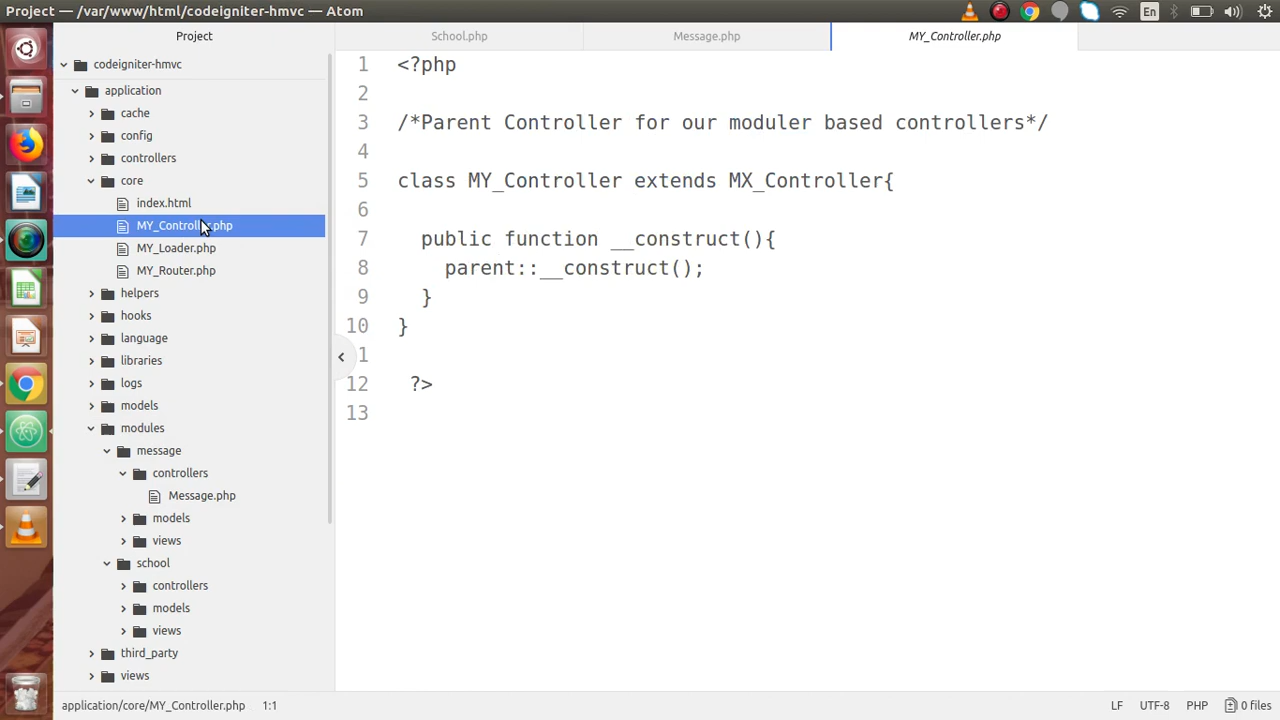 Project — /var/www/html/codeigniter-hmvc — Atom
En
Project
School.php
Message.php
MY_Controller.php
codeigniter-hmvc
application
cache
config
controllers
core
index.html
MY_Controller.php
MY_Loader.php
MY_Router.php
helpers
hooks
language
libraries
logs
models
modules
message
controllers
Message.php
models
views
school
controllers
models
views
third_party
views
1 <?php
2
3 /*Parent Controller for our moduler based controllers*/
4
5 class MY_Controller extends MX_Controller{
6
7 public function __construct(){
8 parent::__construct();
9 }
10 }
1
12 ?>
13
application/core/MY_Controller.php 1:1
LF UTF-8 PHP 0 files